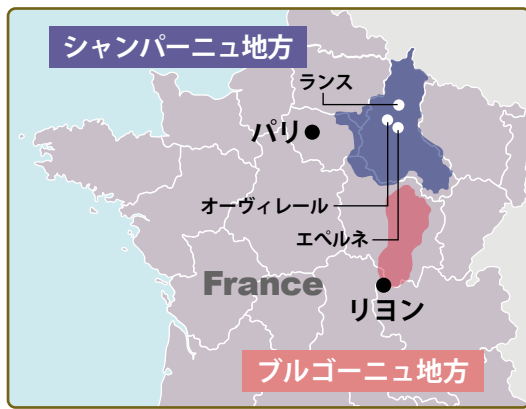 シャンパーニュ地方
ランス
パリ
オーヴィレール
エペルネ
France
リヨン
ブルゴーニュ地方